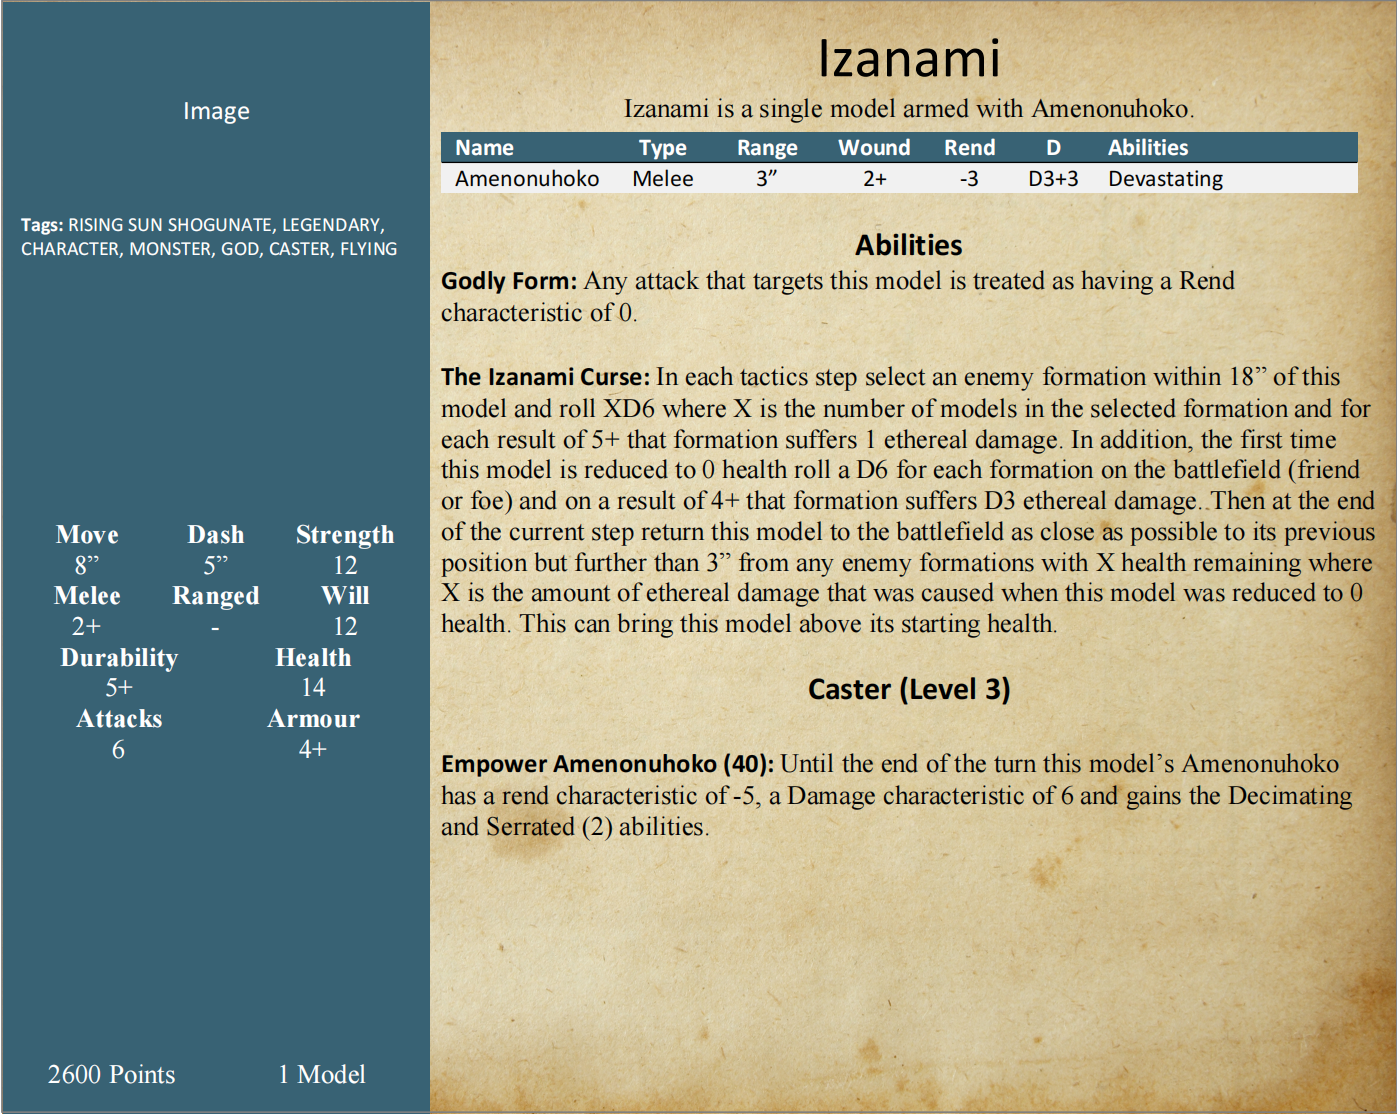 Image
Tags: RISING SUN SHOGUNATE, LEGENDARY,
CHARACTER, MONSTER, GOD, CASTER, FLYING
Move Dash Strength
8” 5” 12
Melee Ranged Will
2+ - 12
Durability Health
5+ 14
Attacks Armour
6 4+
2600 Points 1 Model
Izanami
Izanami is a single model armed with Amenonuhoko.
Name Type Range Wound Rend D Abilities
Amenonuhoko Melee 3” 2+ -3 D3+3 Devastating
Abilities
Godly Form: Any attack that targets this model is treated as having a Rend
characteristic of 0.
The Izanami Curse: In each tactics step select an enemy formation within 18” of this
model and roll XD6 where X is the number of models in the selected formation and for
each result of 5+ that formation suffers 1 ethereal damage. In addition, the first time
this model is reduced to 0 health roll a D6 for each formation on the battlefield (friend
or foe) and on a result of 4+ that formation suffers D3 ethereal damage. Then at the end
of the current step return this model to the battlefield as close as possible to its previous
position but further than 3” from any enemy formations with X health remaining where
X is the amount of ethereal damage that was caused when this model was reduced to 0
health. This can bring this model above its starting health.
Caster (Level 3)
Empower Amenonuhoko (40): Until the end of the turn this model’s Amenonuhoko
has a rend characteristic of -5, a Damage characteristic of 6 and gains the Decimating
and Serrated (2) abilities.